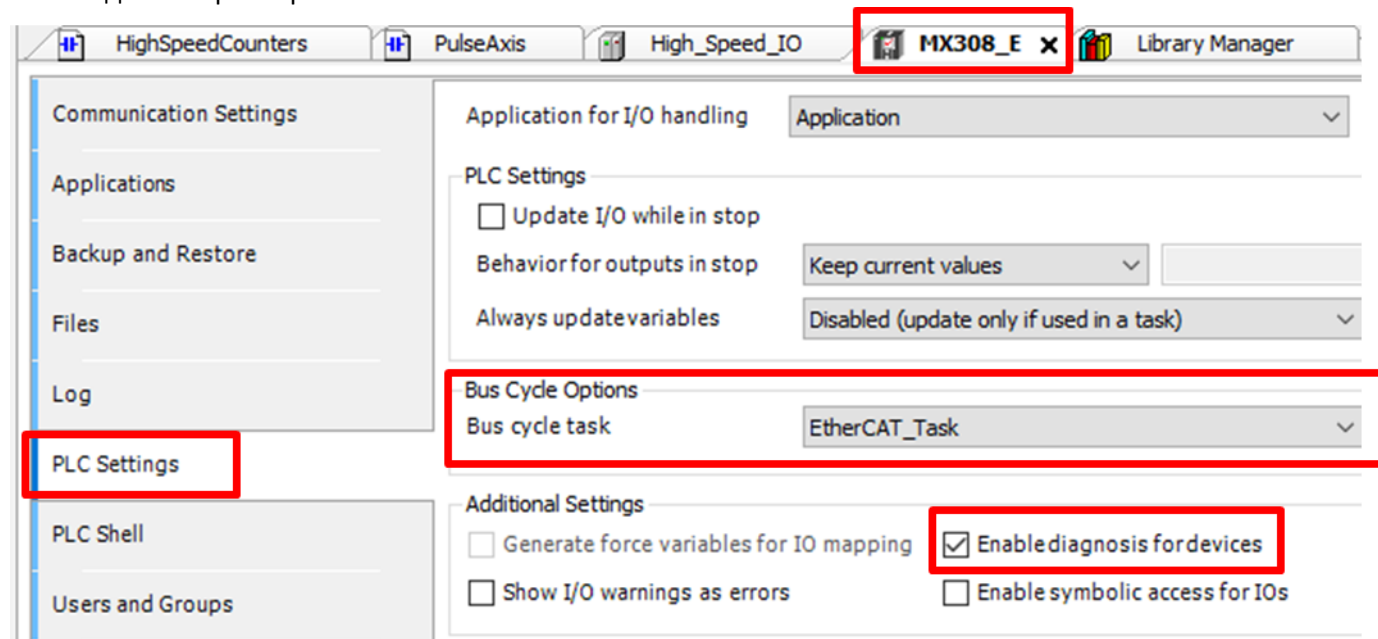 HighSpeedCounters PulseAxis High_Speed_IO MX308_E x Library Manager
Communication Settings
Applications
Backup and Restore
Files
Log
PLC Settings
PLC Shell
Users and Groups
Application for I/O handling Application
PLC Settings
Update I/O while in stop
Behavior for outputs in stop Keep current values
Always update variables Disabled (update only if used in a task)
Bus Cycle Options
Bus cycle task EtherCAT_Task
Additional Settings
Generate force variables for IO mapping Enable diagnosis for devices
Show I/O warnings as errors Enable symbolic access for IOs